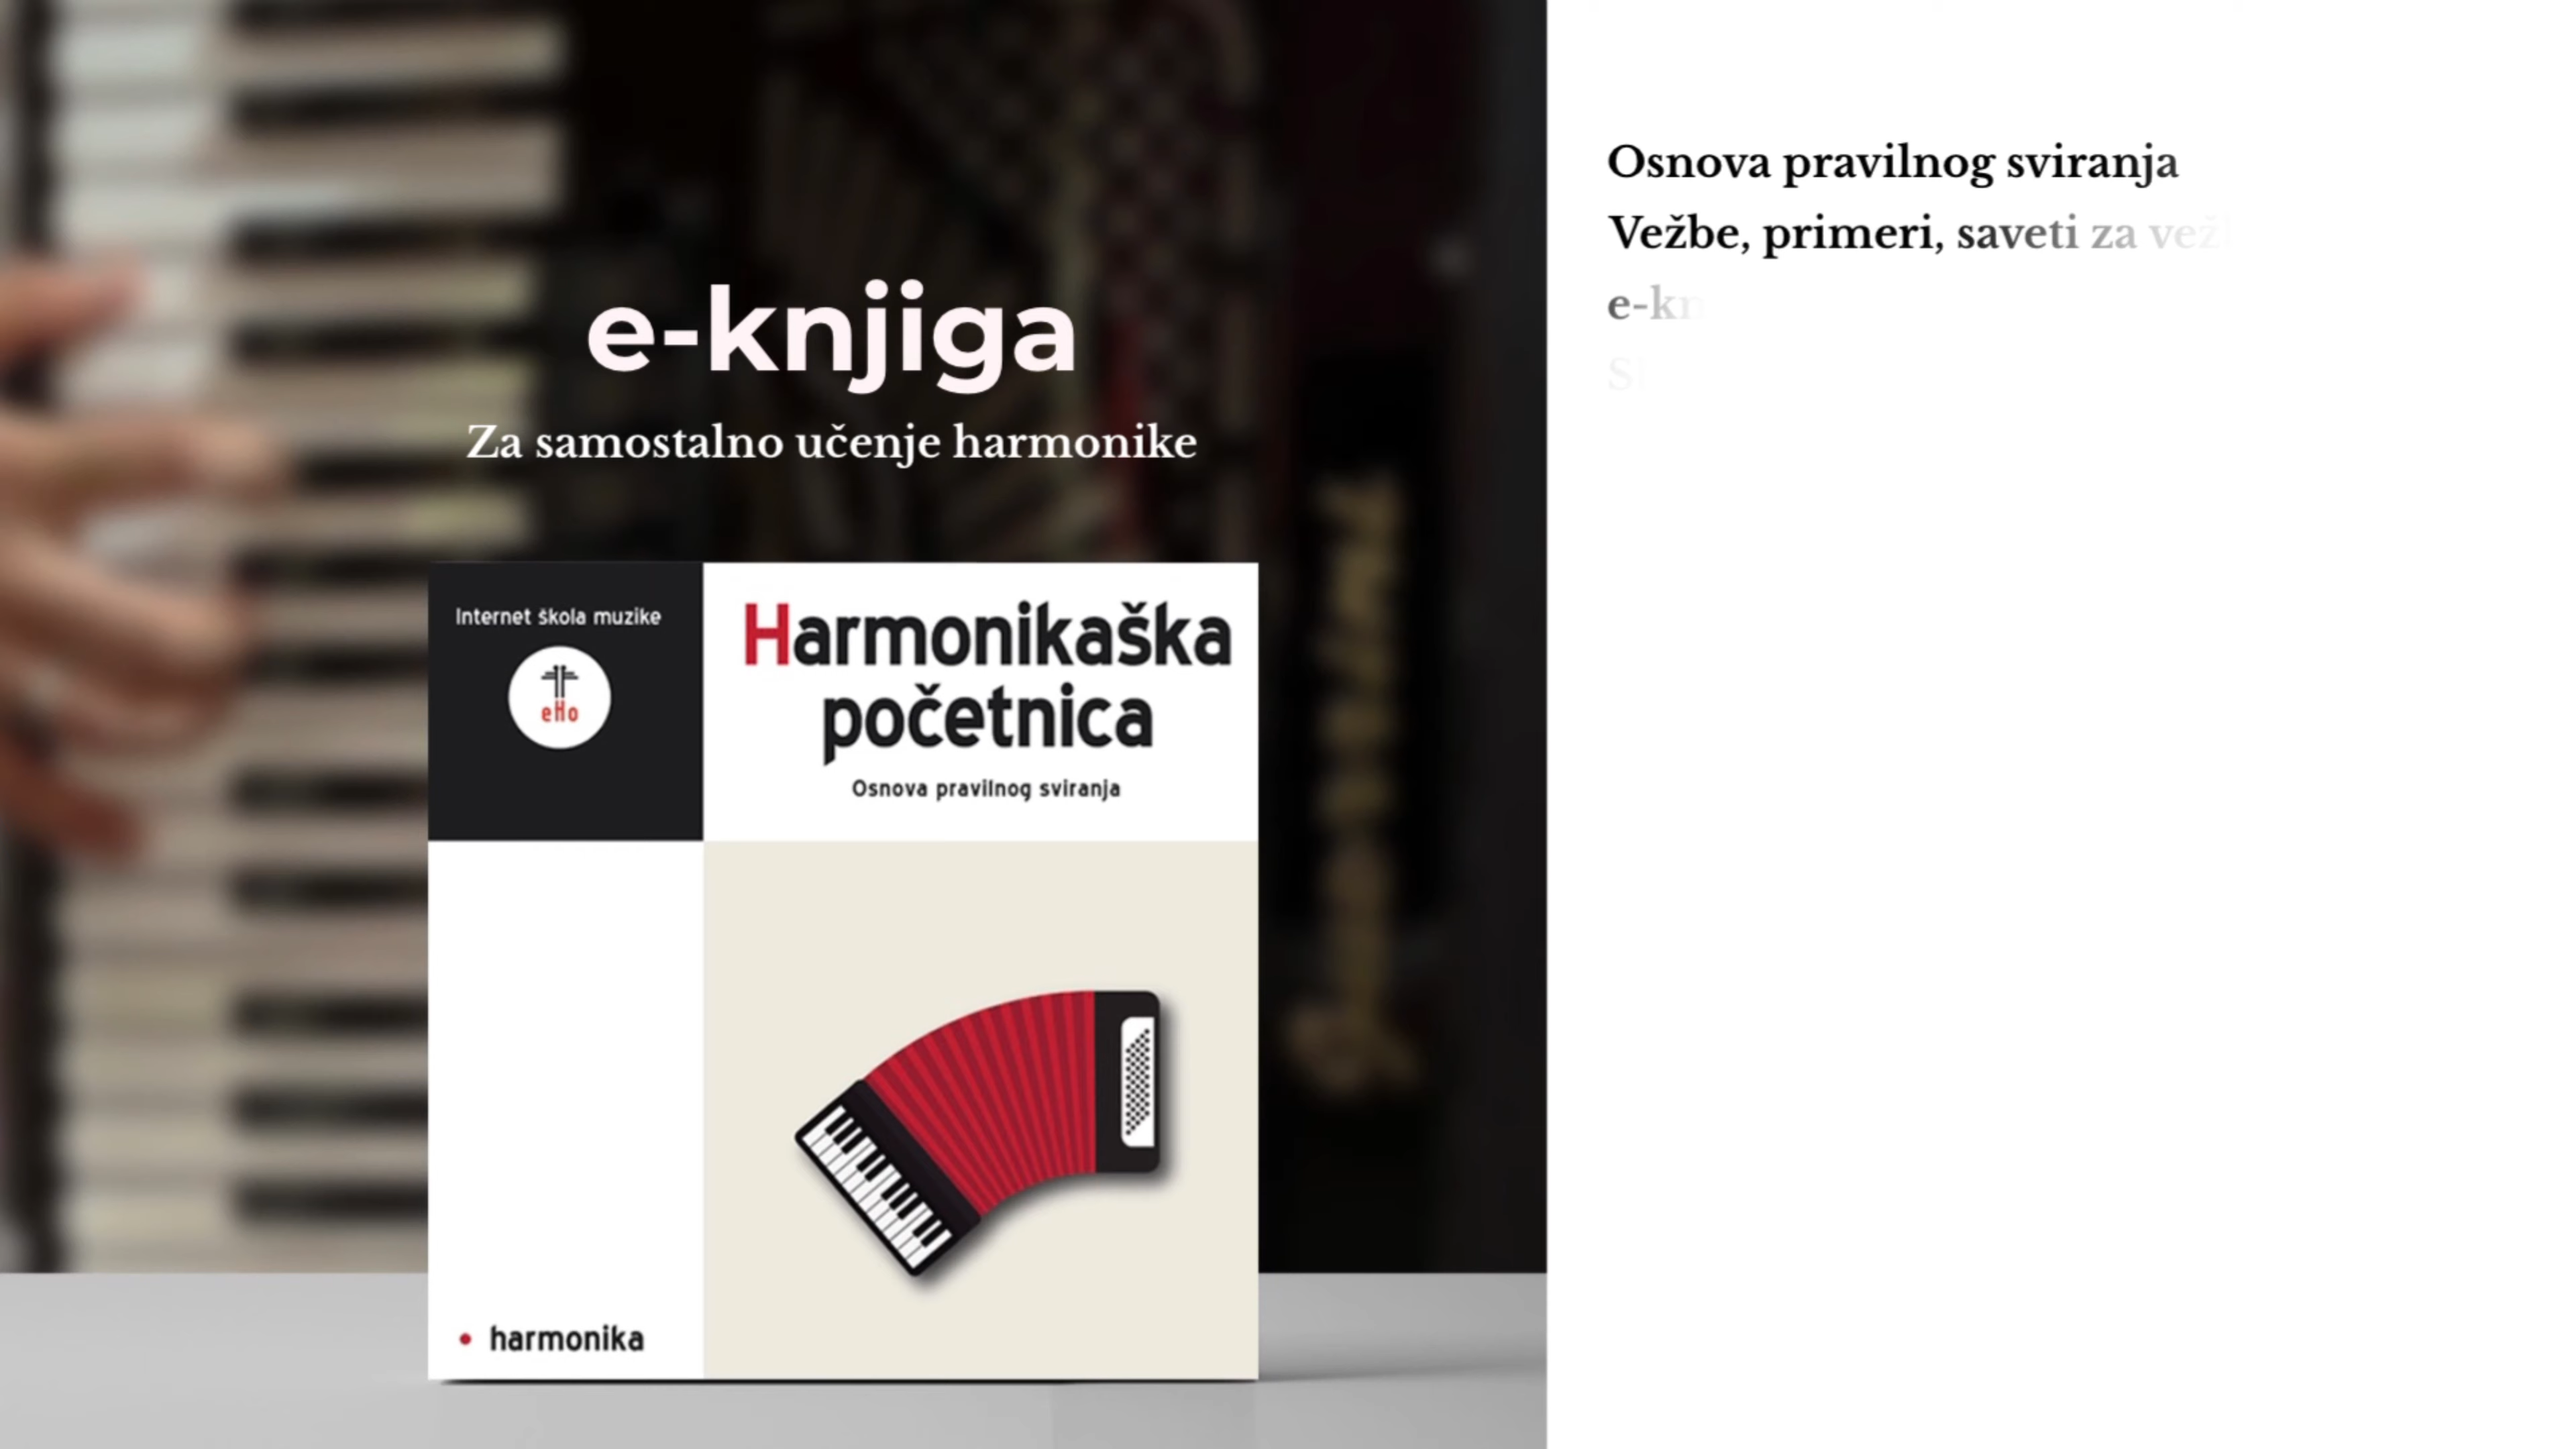 e-knjiga
Za samostalno učenje harmonike
Internet škola muzike
eHo
Harmonikaška
početnica
Osnova pravilnog sviranja
harmonika
Osnova pravilnog sviranja
Vežbe, primeri, saveti za